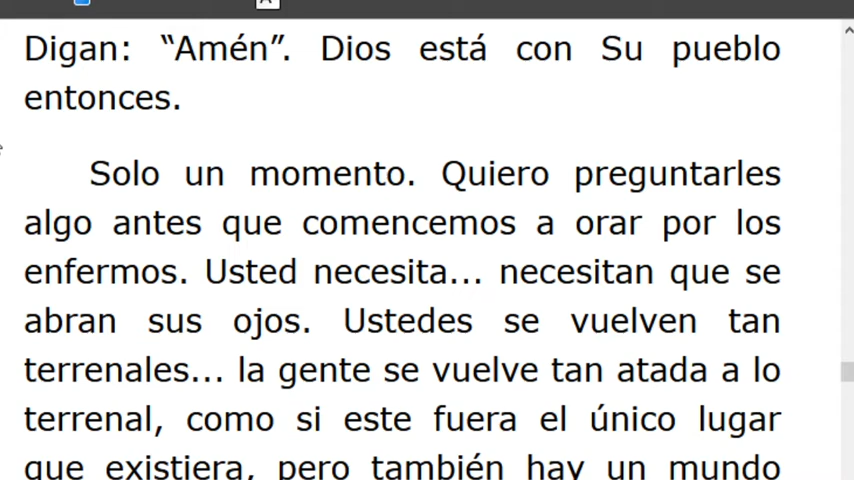 Digan: “Amén”. Dios está con Su pueblo
entonces.
Solo un momento. Quiero preguntarles
algo antes que comencemos a orar por los
enfermos. Usted necesita... necesitan que se
abran sus ojos. Ustedes se vuelven tan
terrenales... la gente se vuelve tan atada a lo
terrenal, como si este fuera el único lugar
que existiera, pero también hay un mundo